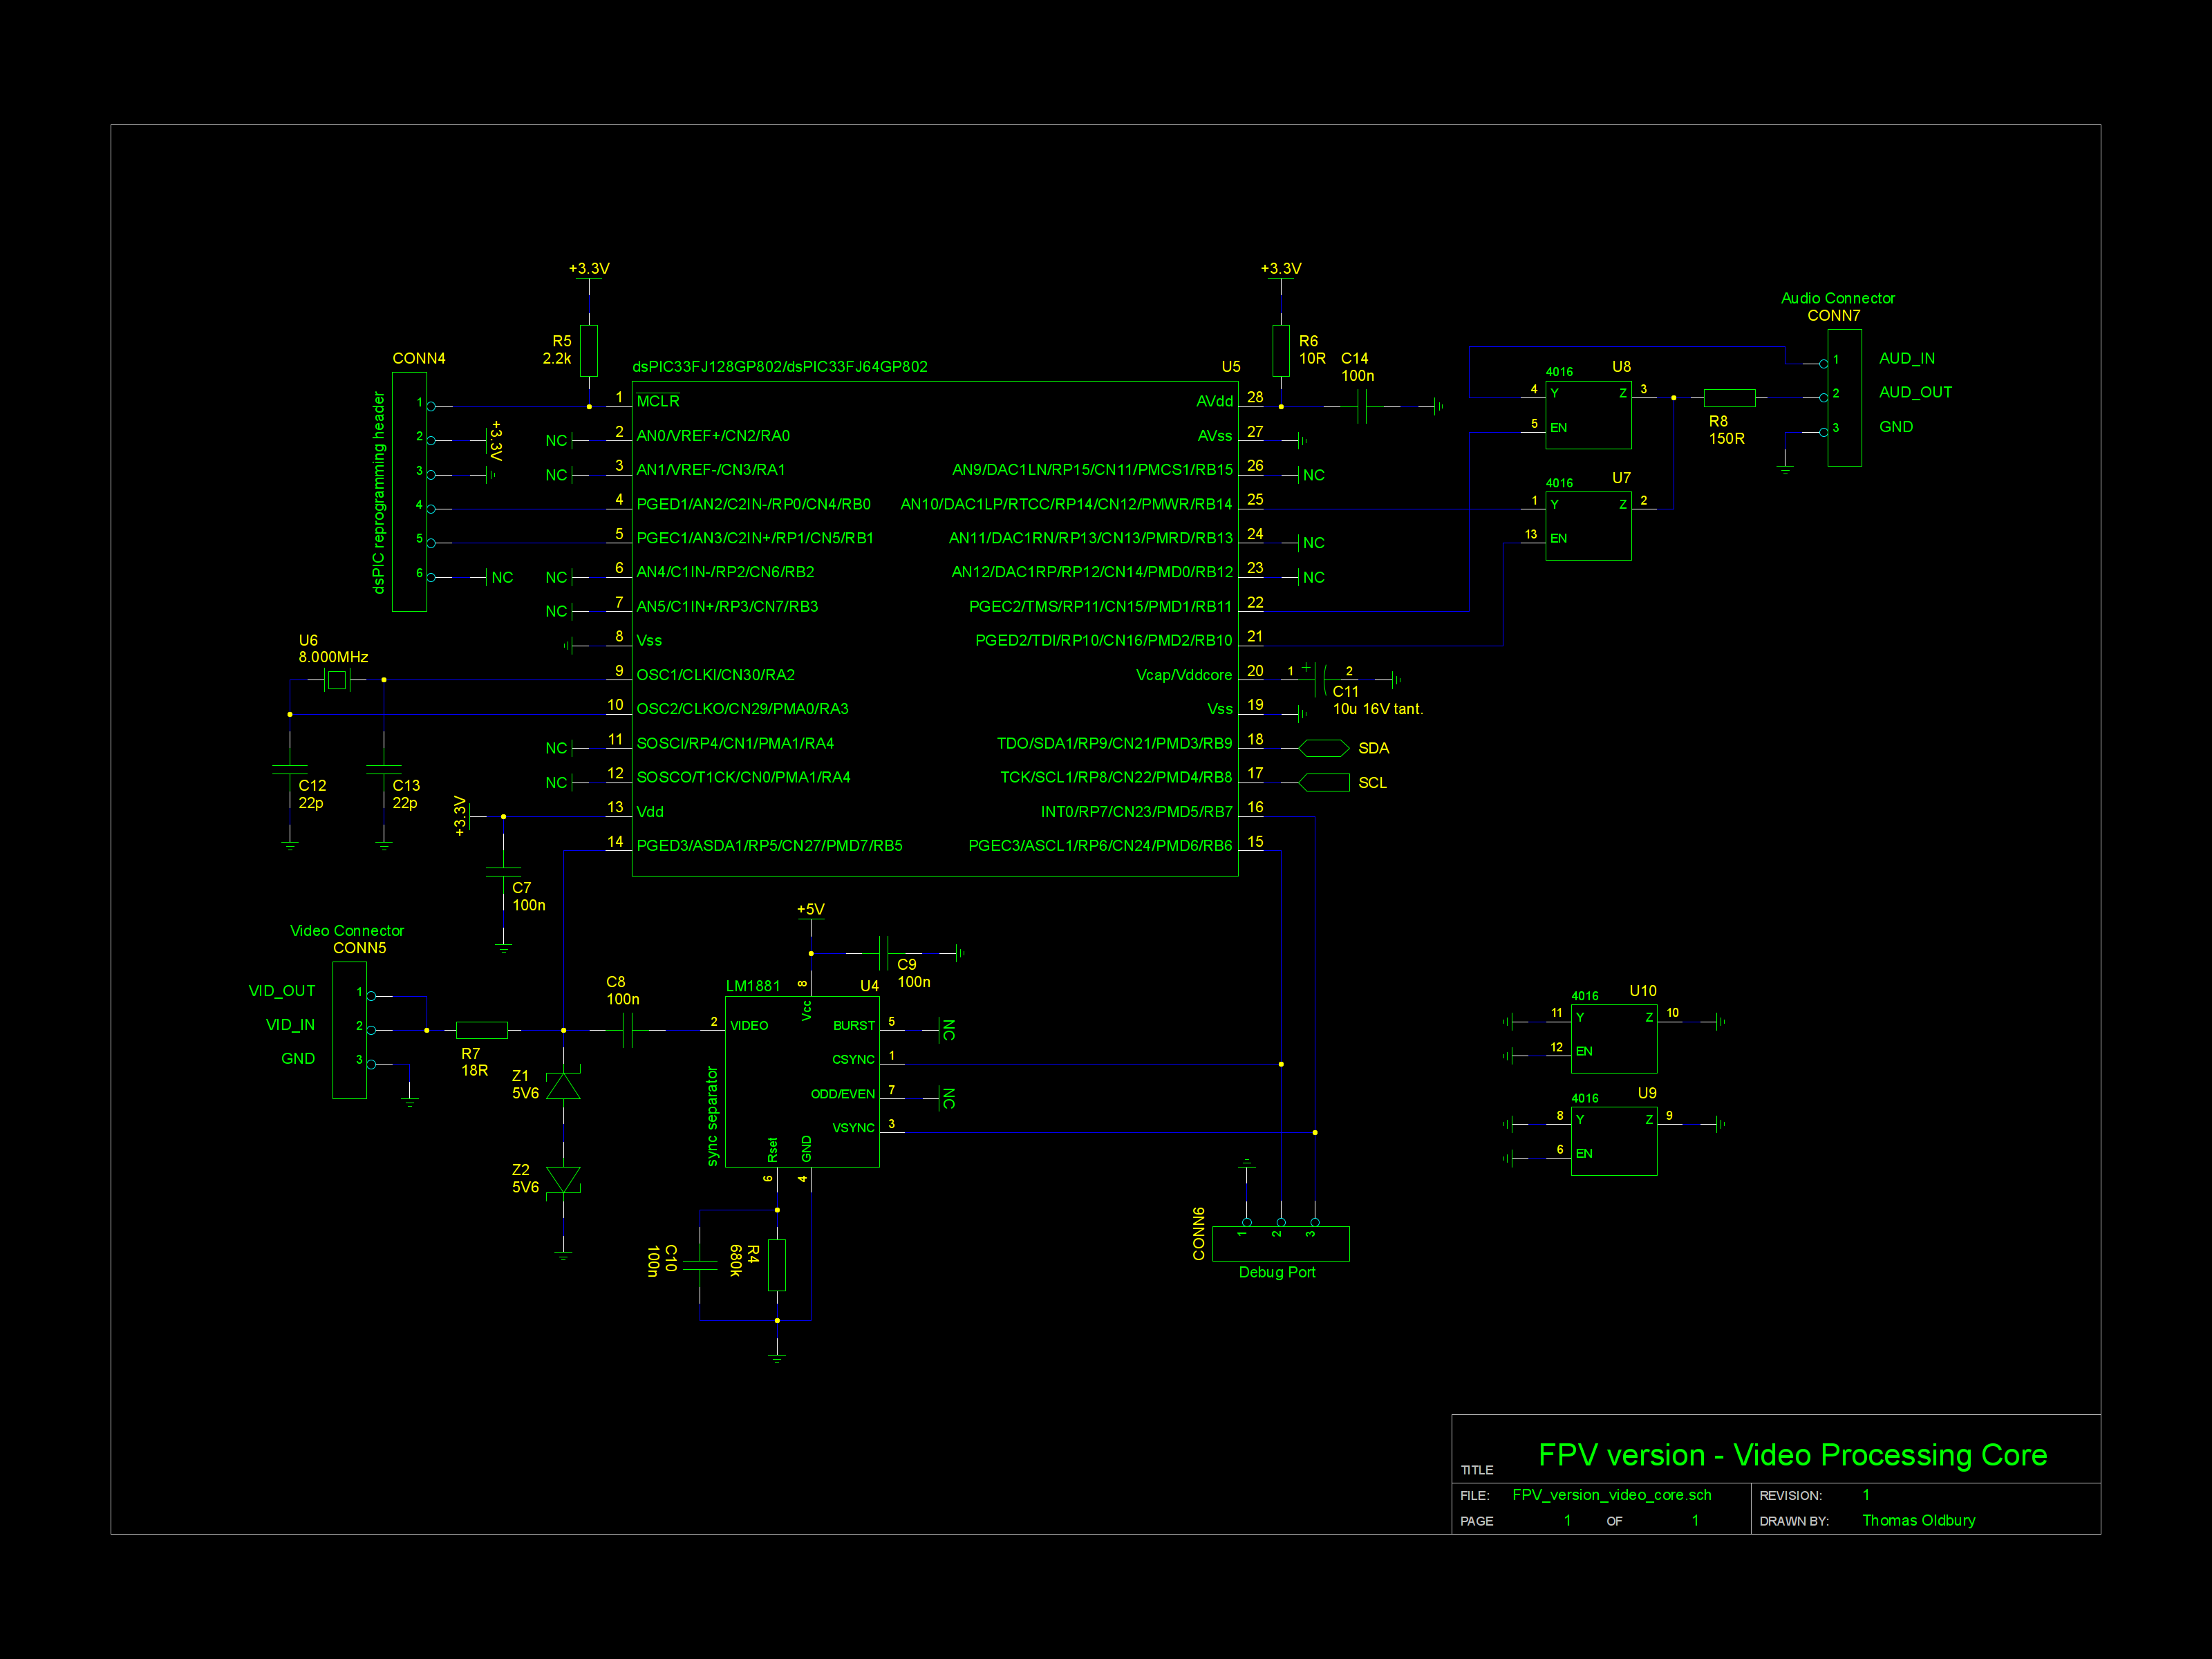 +3.3V
R5
2.2k
CONN4
dsPIC reprogramming header
1
2
+3.3V
3
4
5
6
NC
dsPIC33FJ128GP802/dsPIC33FJ64GP802
U5
1 MCLR
NC 2 AN0/VREF+/CN2/RA0
NC 3 AN1/VREF-/CN3/RA1
4 PGED1/AN2/C2IN-/RP0/CN4/RB0
5 PGEC1/AN3/C2IN+/RP1/CN5/RB1
NC 6 AN4/C1IN-/RP2/CN6/RB2
NC 7 AN5/C1IN+/RP3/CN7/RB3
8 Vss
9 OSC1/CLKI/CN30/RA2
10 OSC2/CLKO/CN29/PMA0/RA3
NC 11 SOSCI/RP4/CN1/PMA1/RA4
NC 12 SOSCO/T1CK/CN0/PMA1/RA4
13 Vdd
14 PGED3/ASDA1/RP5/CN27/PMD7/RB5
AVdd 28
AVss 27
AN9/DAC1LN/RP15/CN11/PMCS1/RB15 26 NC
AN10/DAC1LP/RTCC/RP14/CN12/PMWR/RB14 25
AN11/DAC1RN/RP13/CN13/PMRD/RB13 24 NC
AN12/DAC1RP/RP12/CN14/PMD0/RB12 23 NC
PGEC2/TMS/RP11/CN15/PMD1/RB11 22
PGED2/TDI/RP10/CN16/PMD2/RB10 21
Vcap/Vddcore 20
Vss 19
TDO/SDA1/RP9/CN21/PMD3/RB9 18 SDA
TCK/SCL1/RP8/CN22/PMD4/RB8 17 SCL
INT0/RP7/CN23/PMD5/RB7 16
PGEC3/ASCL1/RP6/CN24/PMD6/RB6 15
+3.3V
R6
10R
C14
100n
1 + 2
C11
10u 16V tant.
U6
8.000MHz
C12
22p
C13
22p
+3.3V
C7
100n
Audio Connector
CONN7
1 AUD_IN
2 AUD_OUT
3 GND
4016 U8
4 Y Z 3
5 EN
R8
150R
4016 U7
1 Y Z 2
13 EN
Video Connector
CONN5
VID_OUT 1
VID_IN 2
GND 3
R7
18R
Z1
5V6
Z2
5V6
C8
100n
+5V
C9
100n
LM1881 U4
sync separator
8 Vcc
2 VIDEO
BURST 5 NC
CSYNC 1
ODD/EVEN 7 NC
VSYNC 3
Rset 6
GND 4
C10
100n
R4
680k
CONN6
1 2 3
Debug Port
4016 U10
11 Y Z 10
12 EN
4016 U9
8 Y Z 9
6 EN
TITLE FPV version - Video Processing Core
FILE: FPV_version_video_core.sch REVISION: 1
PAGE 1 OF 1 DRAWN BY: Thomas Oldbury